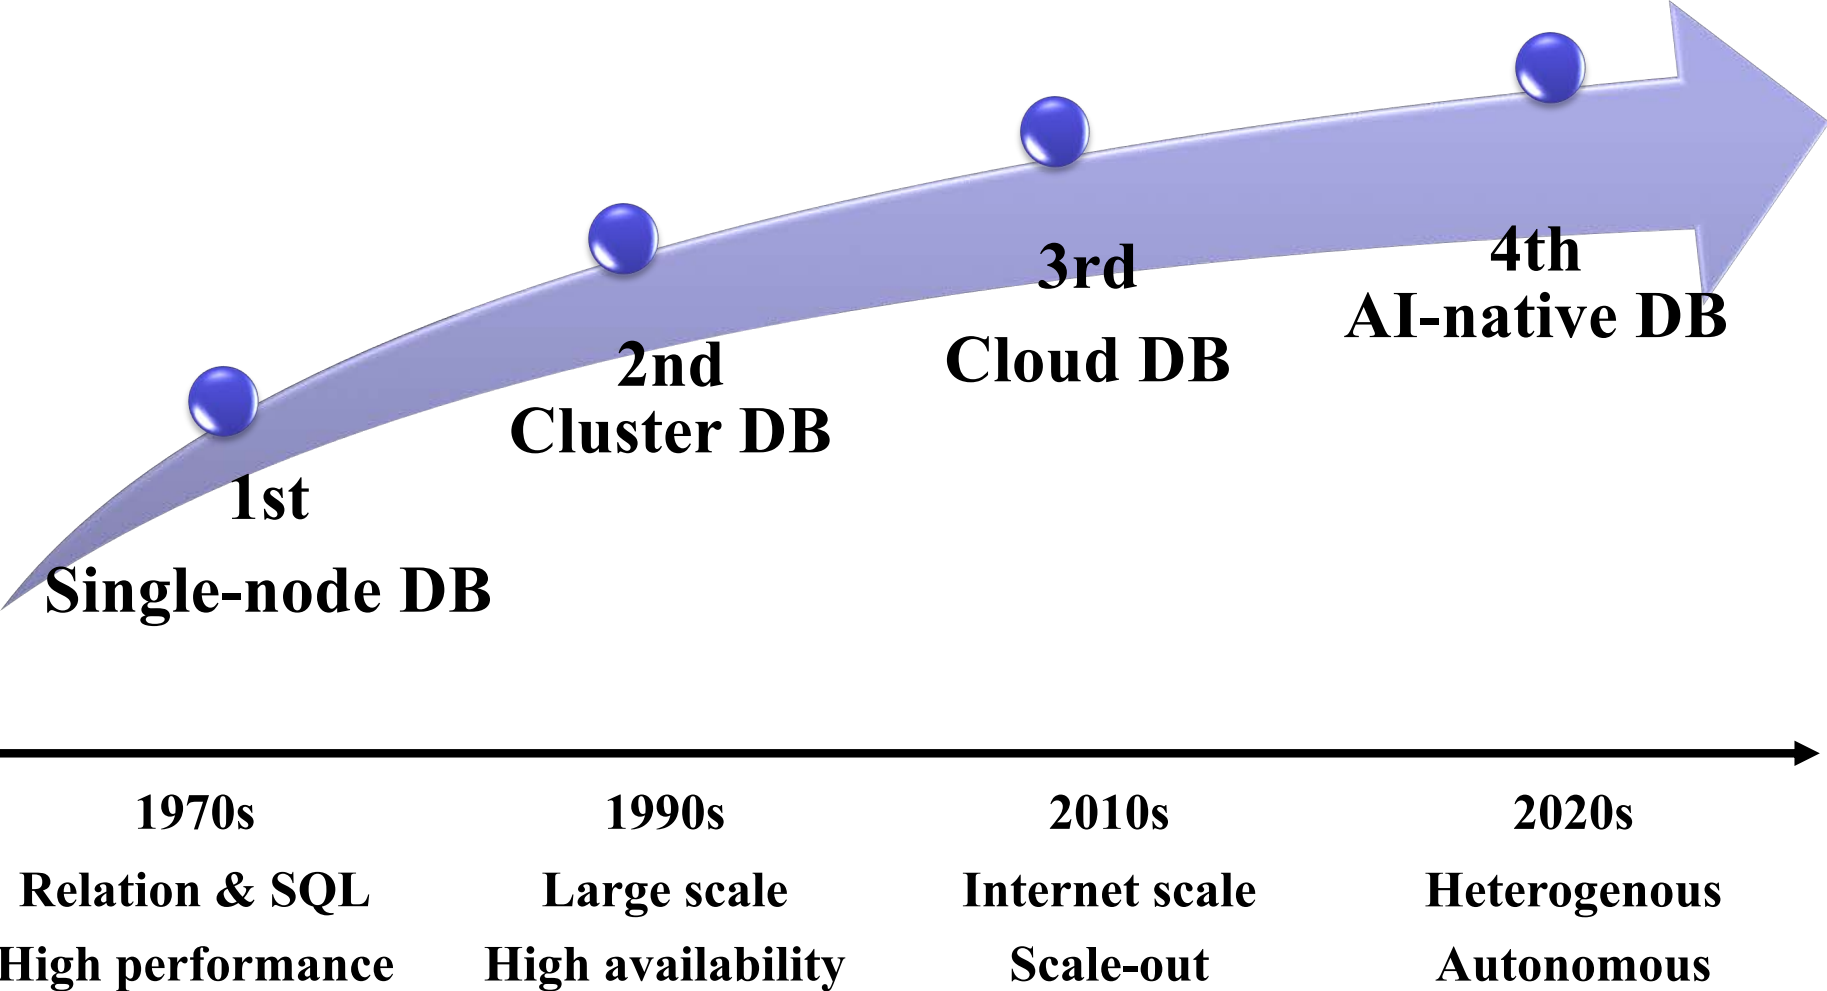 1st
Single-node DB
2nd
Cluster DB
3rd
Cloud DB
4th
AI-native DB
1970s
Relation & SQL
High performance
1990s
Large scale
High availability
2010s
Internet scale
Scale-out
2020s
Heterogenous
Autonomous